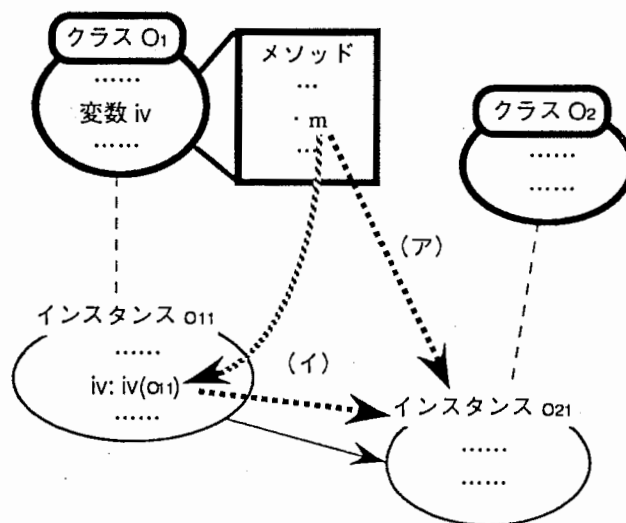 クラス O1
……
変数 iv
……
メソッド
…
. m
…
クラス O2
……
……
(ア)
インスタンス o11
……
iv: iv(o11)
……
(イ)
インスタンス o21
……
……